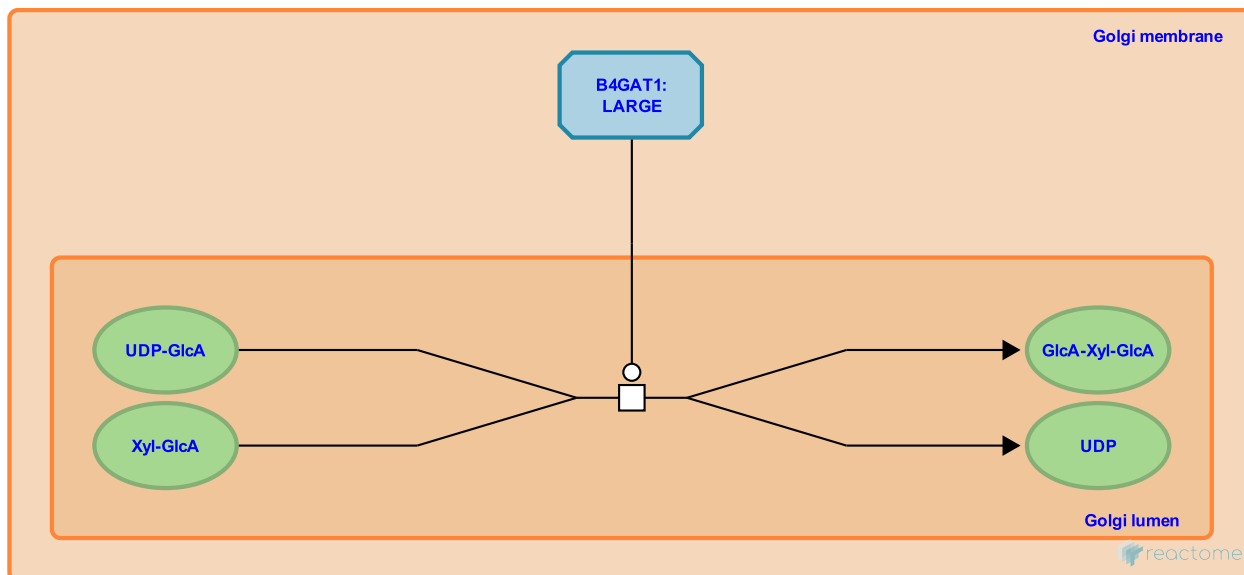 Golgi membrane
B4GAT1:
LARGE
UDP-GlcA
GlcA-Xyl-GlcA
Xyl-GlcA
UDP
Golgi lumen
reactome